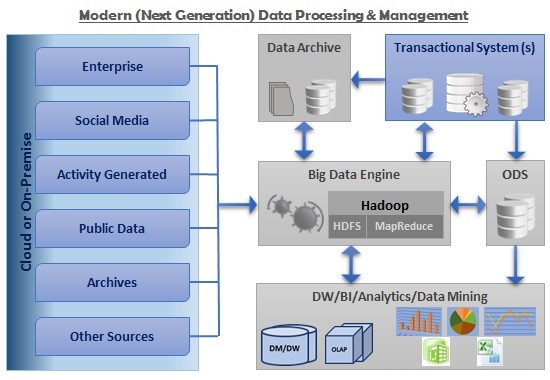 Modern (Next Generation) Data Processing & Management
Cloud or On-Premise
Enterprise
Social Media
Activity Generated
Public Data
Archives
Other Sources
Data Archive
Transactional System (s)
Big Data Engine
Hadoop
HDFS
MapReduce
ODS
DW/BI/Analytics/Data Mining
DM/DW
OLAP